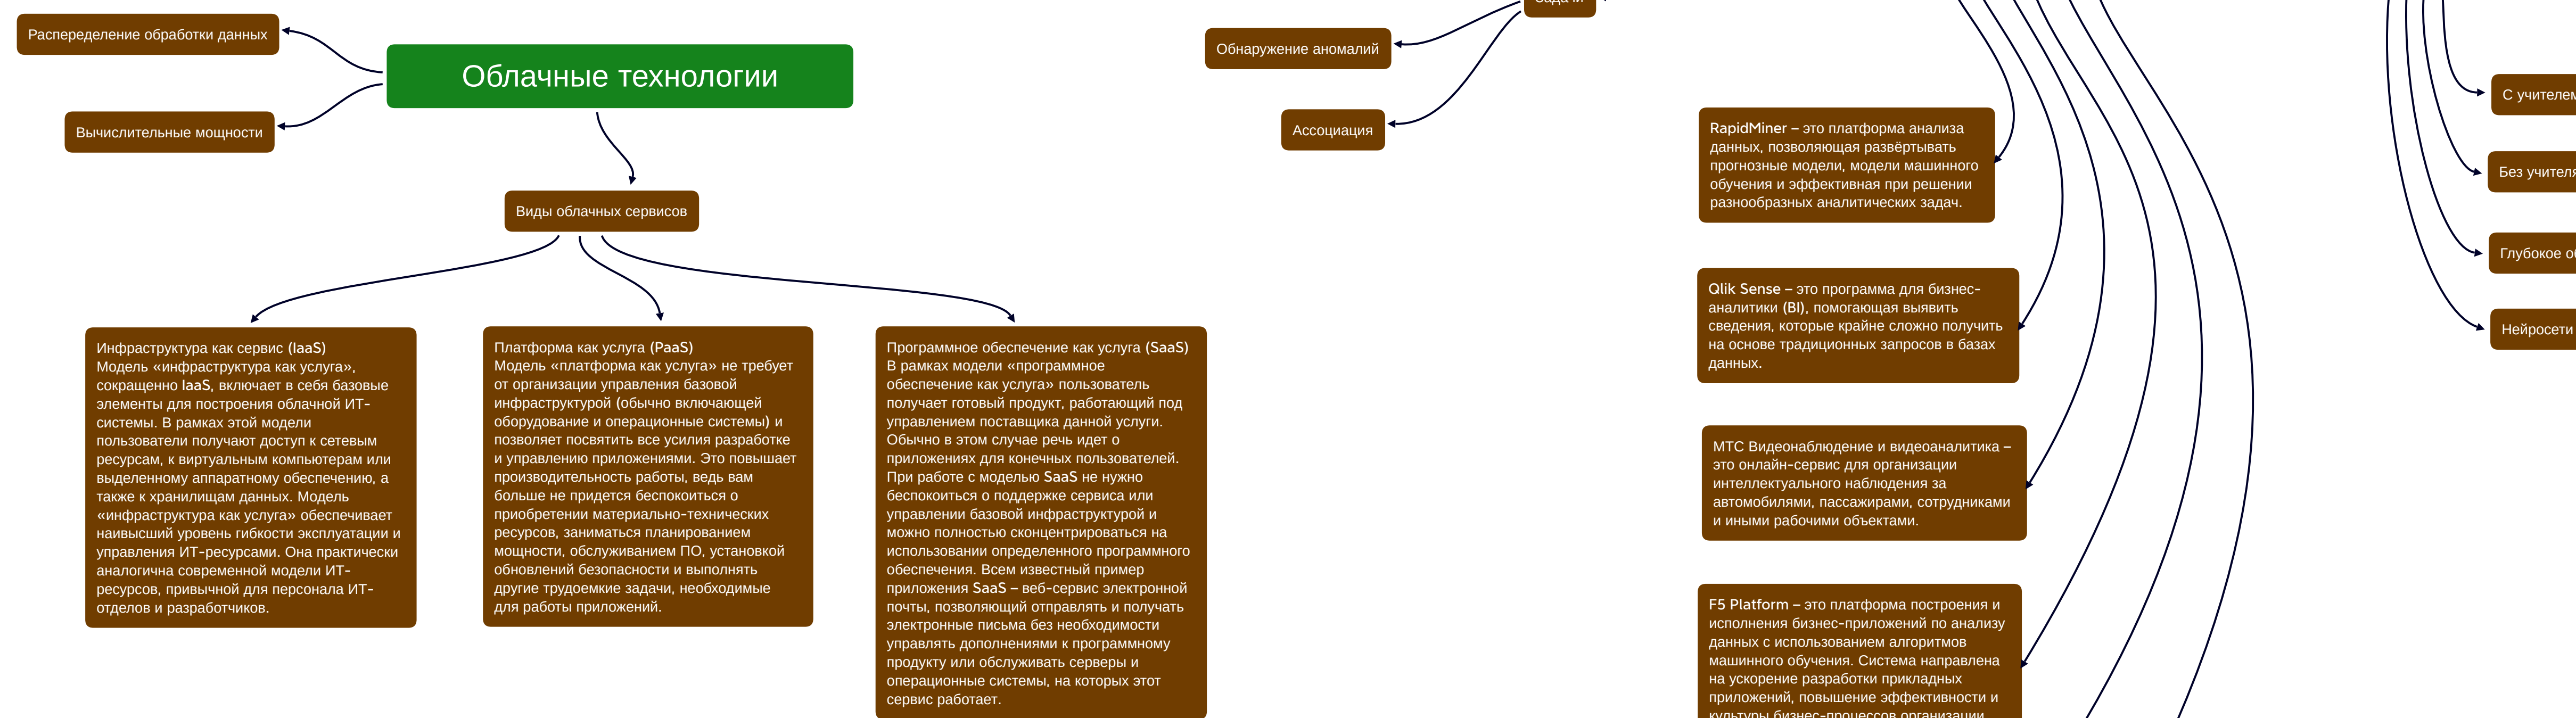 Распеределение обработки данных
Облачные технологии
Вычислительные мощности
Виды облачных сервисов
Инфраструктура как сервис (IaaS)
Модель «инфраструктура как услуга»,
сокращенно IaaS, включает в себя базовые
элементы для построения облачной ИТ-
системы. В рамках этой модели
пользователи получают доступ к сетевым
ресурсам, к виртуальным компьютерам или
выделенному аппаратному обеспечению, а
также к хранилищам данных. Модель
«инфраструктура как услуга» обеспечивает
наивысший уровень гибкости эксплуатации и
управления ИТ-ресурсами. Она практически
аналогична современной модели ИТ-
ресурсов, привычной для персонала ИТ-
отделов и разработчиков.
Платформа как услуга (PaaS)
Модель «платформа как услуга» не требует
от организации управления базовой
инфраструктурой (обычно включающей
оборудование и операционные системы) и
позволяет посвятить все усилия разработке
и управлению приложениями. Это повышает
производительность работы, ведь вам
больше не придется беспокоиться о
приобретении материально-технических
ресурсов, заниматься планированием
мощности, обслуживанием ПО, установкой
обновлений безопасности и выполнять
другие трудоемкие задачи, необходимые
для работы приложений.
Программное обеспечение как услуга (SaaS)
В рамках модели «программное
обеспечение как услуга» пользователь
получает готовый продукт, работающий под
управлением поставщика данной услуги.
Обычно в этом случае речь идет о
приложениях для конечных пользователей.
При работе с моделью SaaS не нужно
беспокоиться о поддержке сервиса или
управлении базовой инфраструктурой и
можно полностью сконцентрироваться на
использовании определенного программного
обеспечения. Всем известный пример
приложения SaaS – веб-сервис электронной
почты, позволяющий отправлять и получать
электронные письма без необходимости
управлять дополнениями к программному
продукту или обслуживать серверы и
операционные системы, на которых этот
сервис работает.
Обнаружение аномалий
Ассоциация
RapidMiner – это платформа анализа
данных, позволяющая развёртывать
прогнозные модели, модели машинного
обучения и эффективная при решении
разнообразных аналитических задач.
Qlik Sense – это программа для бизнес-
аналитики (BI), помогающая выявить
сведения, которые крайне сложно получить
на основе традиционных запросов в базах
данных.
МТС Видеонаблюдение и видеоаналитика –
это онлайн-сервис для организации
интеллектуального наблюдения за
автомобилями, пассажирами, сотрудниками
и иными рабочими объектами.
F5 Platform – это платформа построения и
исполнения бизнес-приложений по анализу
данных с использованием алгоритмов
машинного обучения. Система направлена
на ускорение разработки прикладных
приложений, повышение эффективности и
культуры бизнес-процессов организации
С учителем
Без учителя
Глубокое
Нейросети